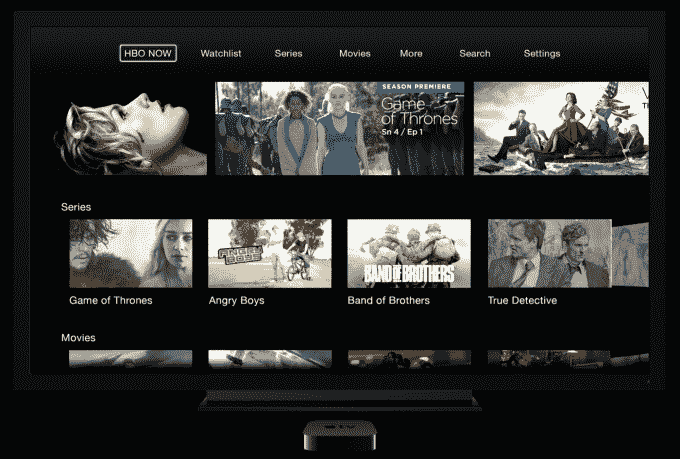 HBO NOW
Watchlist
Series
Movies
More
Search
Settings
SEASON PREMIERE
Game
of Thrones
Sn 4 / Ep 1
Series
ANGRY
BOYS
BAND OF BROTHERS
Game of Thrones
Angry Boys
Band of Brothers
True Detective
Movies